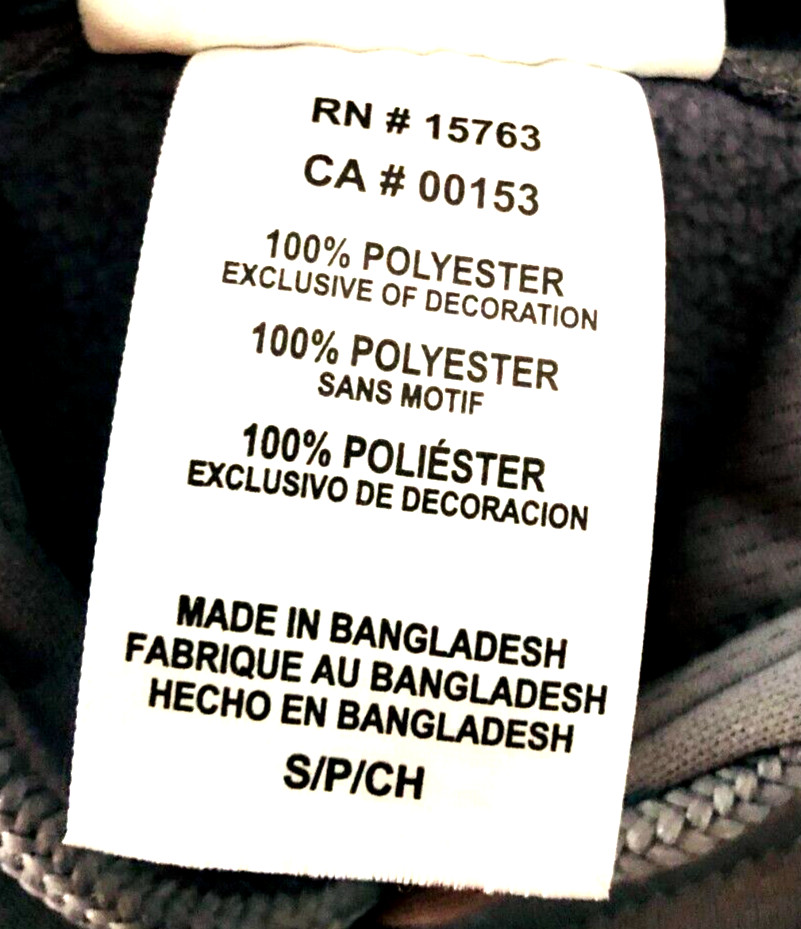 RN # 15763
CA # 00153
100% POLYESTER
EXCLUSIVE OF DECORATION
100% POLYESTER
SANS MOTIF
100% POLIÉSTER
EXCLUSIVO DE DECORACION
MADE IN BANGLADESH
FABRIQUE AU BANGLADESH
HECHO EN BANGLADESH
S/P/CH